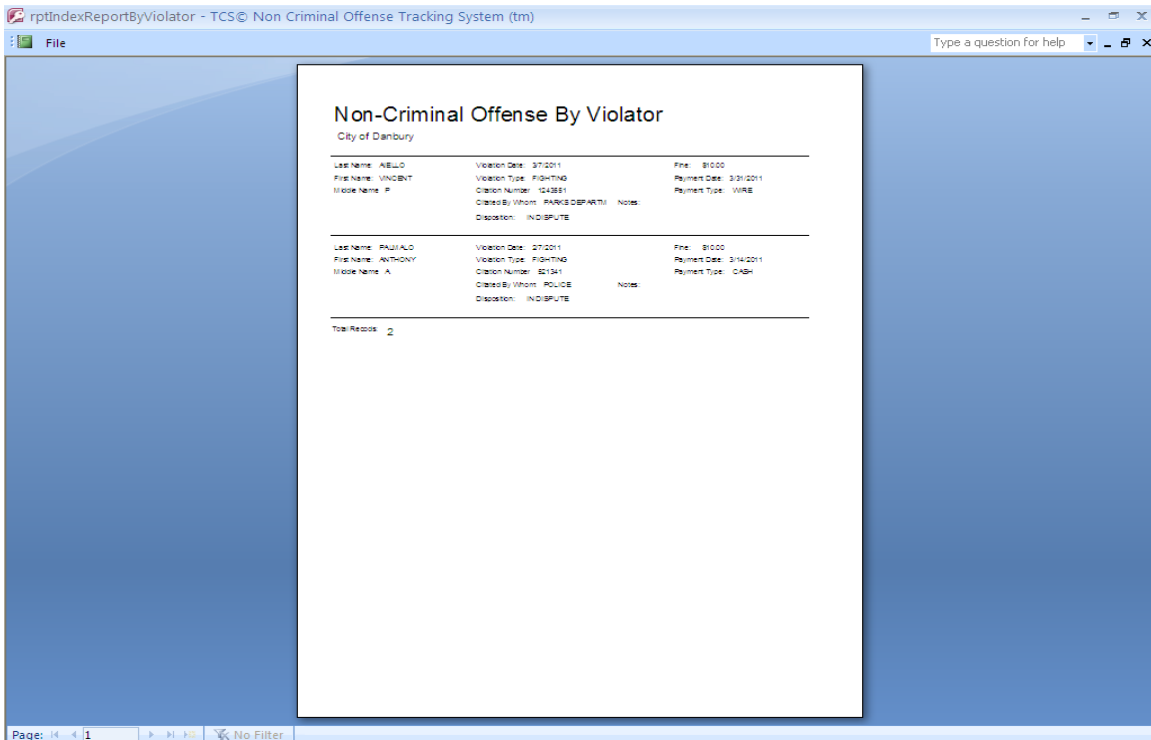 rptIndexReportByViolator - TCS© Non Criminal Offense Tracking System (tm)
File
Type a question for help
Non-Criminal Offense By Violator
City of Danbury
Last Name: AIELLO Violation Date: 3/7/2011 Fine: $10.00
First Name: VINCENT Violation Type: FIGHTING Payment Date: 3/31/2011
Middle Name P Citation Number 1243551 Payment Type: WIRE
Citated By Whom PARKS DEPARTM Notes:
Disposition: IN DISPUTE
Last Name: PALMALO Violation Date: 2/7/2011 Fine: $10.00
First Name: ANTHONY Violation Type: FIGHTING Payment Date: 3/14/2011
Middle Name A Citation Number 521341 Payment Type: CASH
Citated By Whom POLICE Notes:
Disposition: IN DISPUTE
Total Records 2
Page: 1 No Filter